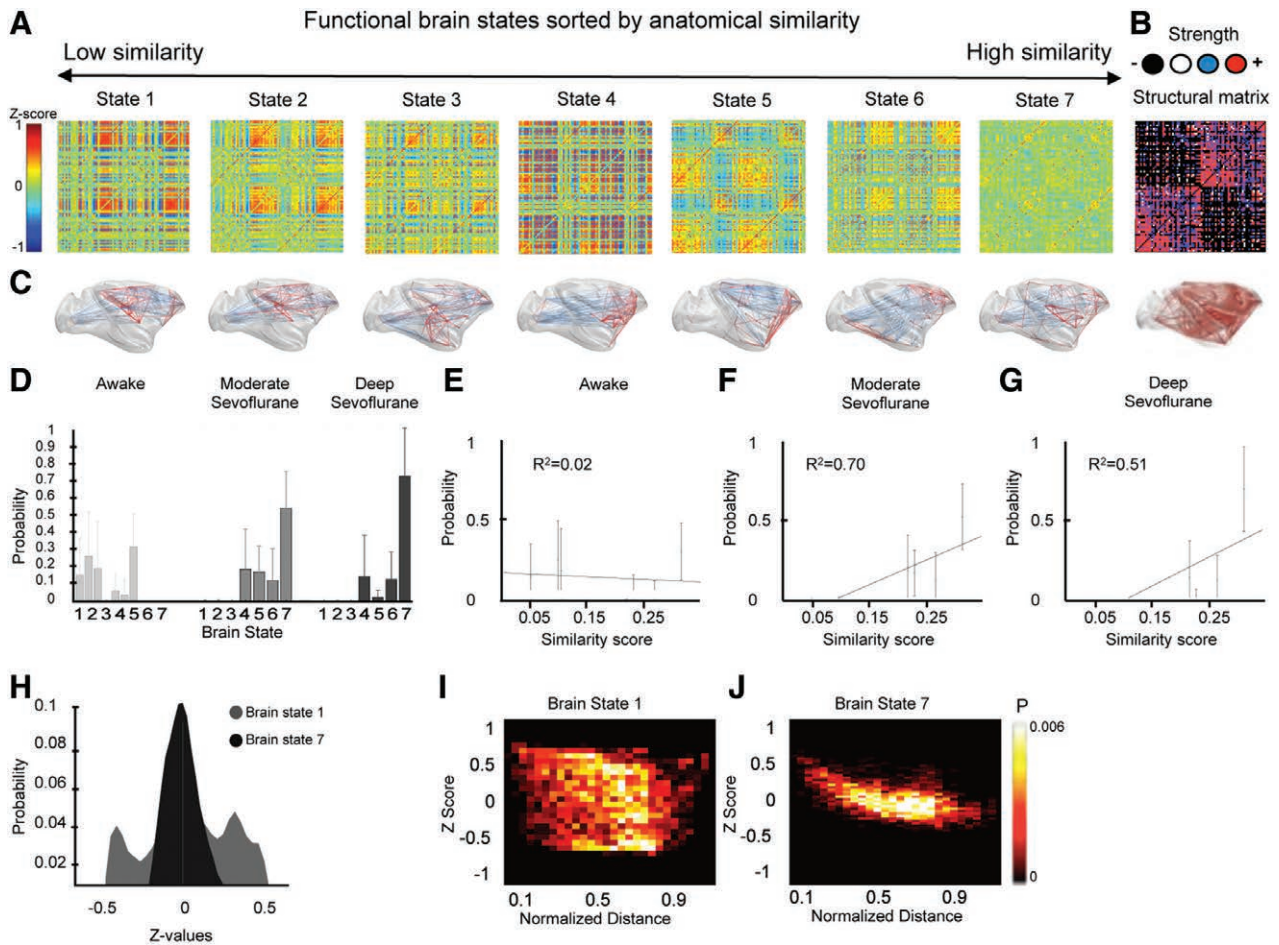 A
Functional brain states sorted by anatomical similarity
B
Strength
Low similarity
High similarity
- +
State 1 State 2 State 3 State 4 State 5 State 6 State 7
Structural matrix
Z-score
1
0
-1
C
D
Awake
Moderate
Sevoflurane
Deep
Sevoflurane
Probability
1
0.9
0.8
0.7
0.6
0.5
0.4
0.3
0.2
0.1
0
1 2 3 4 5 6 7 1 2 3 4 5 6 7 1 2 3 4 5 6 7
Brain State
E
Awake
R²=0.02
Probability
1
0.5
0
0.05 0.15 0.25
Similarity score
F
Moderate
Sevoflurane
R²=0.70
Probability
1
0.5
0
0.05 0.15 0.25
Similarity score
G
Deep
Sevoflurane
R²=0.51
Probability
1
0.5
0
0.05 0.15 0.25
Similarity score
H
Brain state 1
Brain state 7
Probability
0.1
0.08
0.06
0.04
0.02
-0.5 0 0.5
Z-values
I
Brain State 1
Z Score
1
0.5
0
-0.5
-1
0.1 0.5 0.9
Normalized Distance
J
Brain State 7
Z Score
1
0.5
0
-0.5
-1
0.1 0.5 0.9
Normalized Distance
P
0.006
0